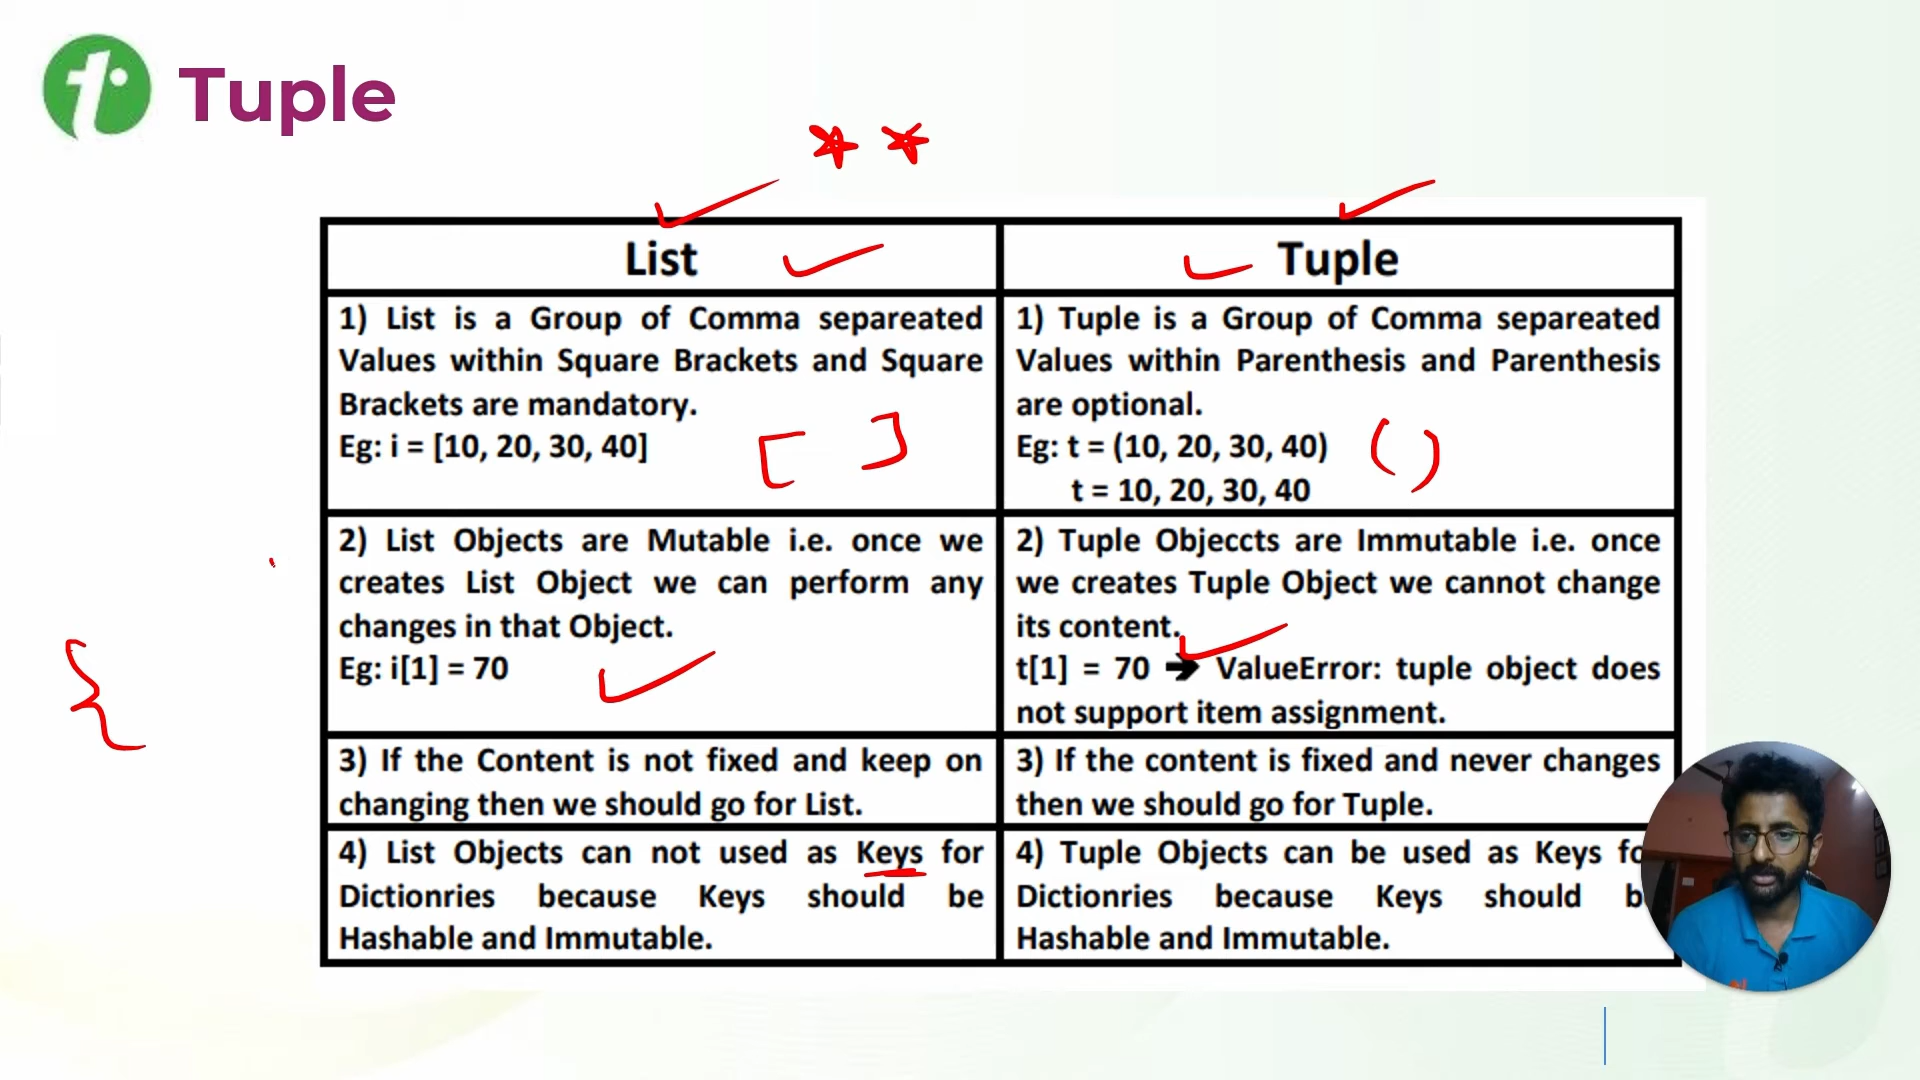 Tuple
List
Tuple
1) List is a Group of Comma separeated
Values within Square Brackets and Square
Brackets are mandatory.
Eg: i = [10, 20, 30, 40]
[ ]
1) Tuple is a Group of Comma separeated
Values within Parenthesis and Parenthesis
are optional.
Eg: t = (10, 20, 30, 40)
( )
t = 10, 20, 30, 40
2) List Objects are Mutable i.e. once we
creates List Object we can perform any
changes in that Object.
Eg: i[1] = 70
2) Tuple Objeccts are Immutable i.e. once
we creates Tuple Object we cannot change
its content.
t[1] = 70 ➔ ValueError: tuple object does
not support item assignment.
3) If the Content is not fixed and keep on
changing then we should go for List.
3) If the content is fixed and never changes
then we should go for Tuple.
4) List Objects can not used as Keys for
Dictionries because Keys should be
Hashable and Immutable.
4) Tuple Objects can be used as Keys fo
Dictionries because Keys should b
Hashable and Immutable.
{